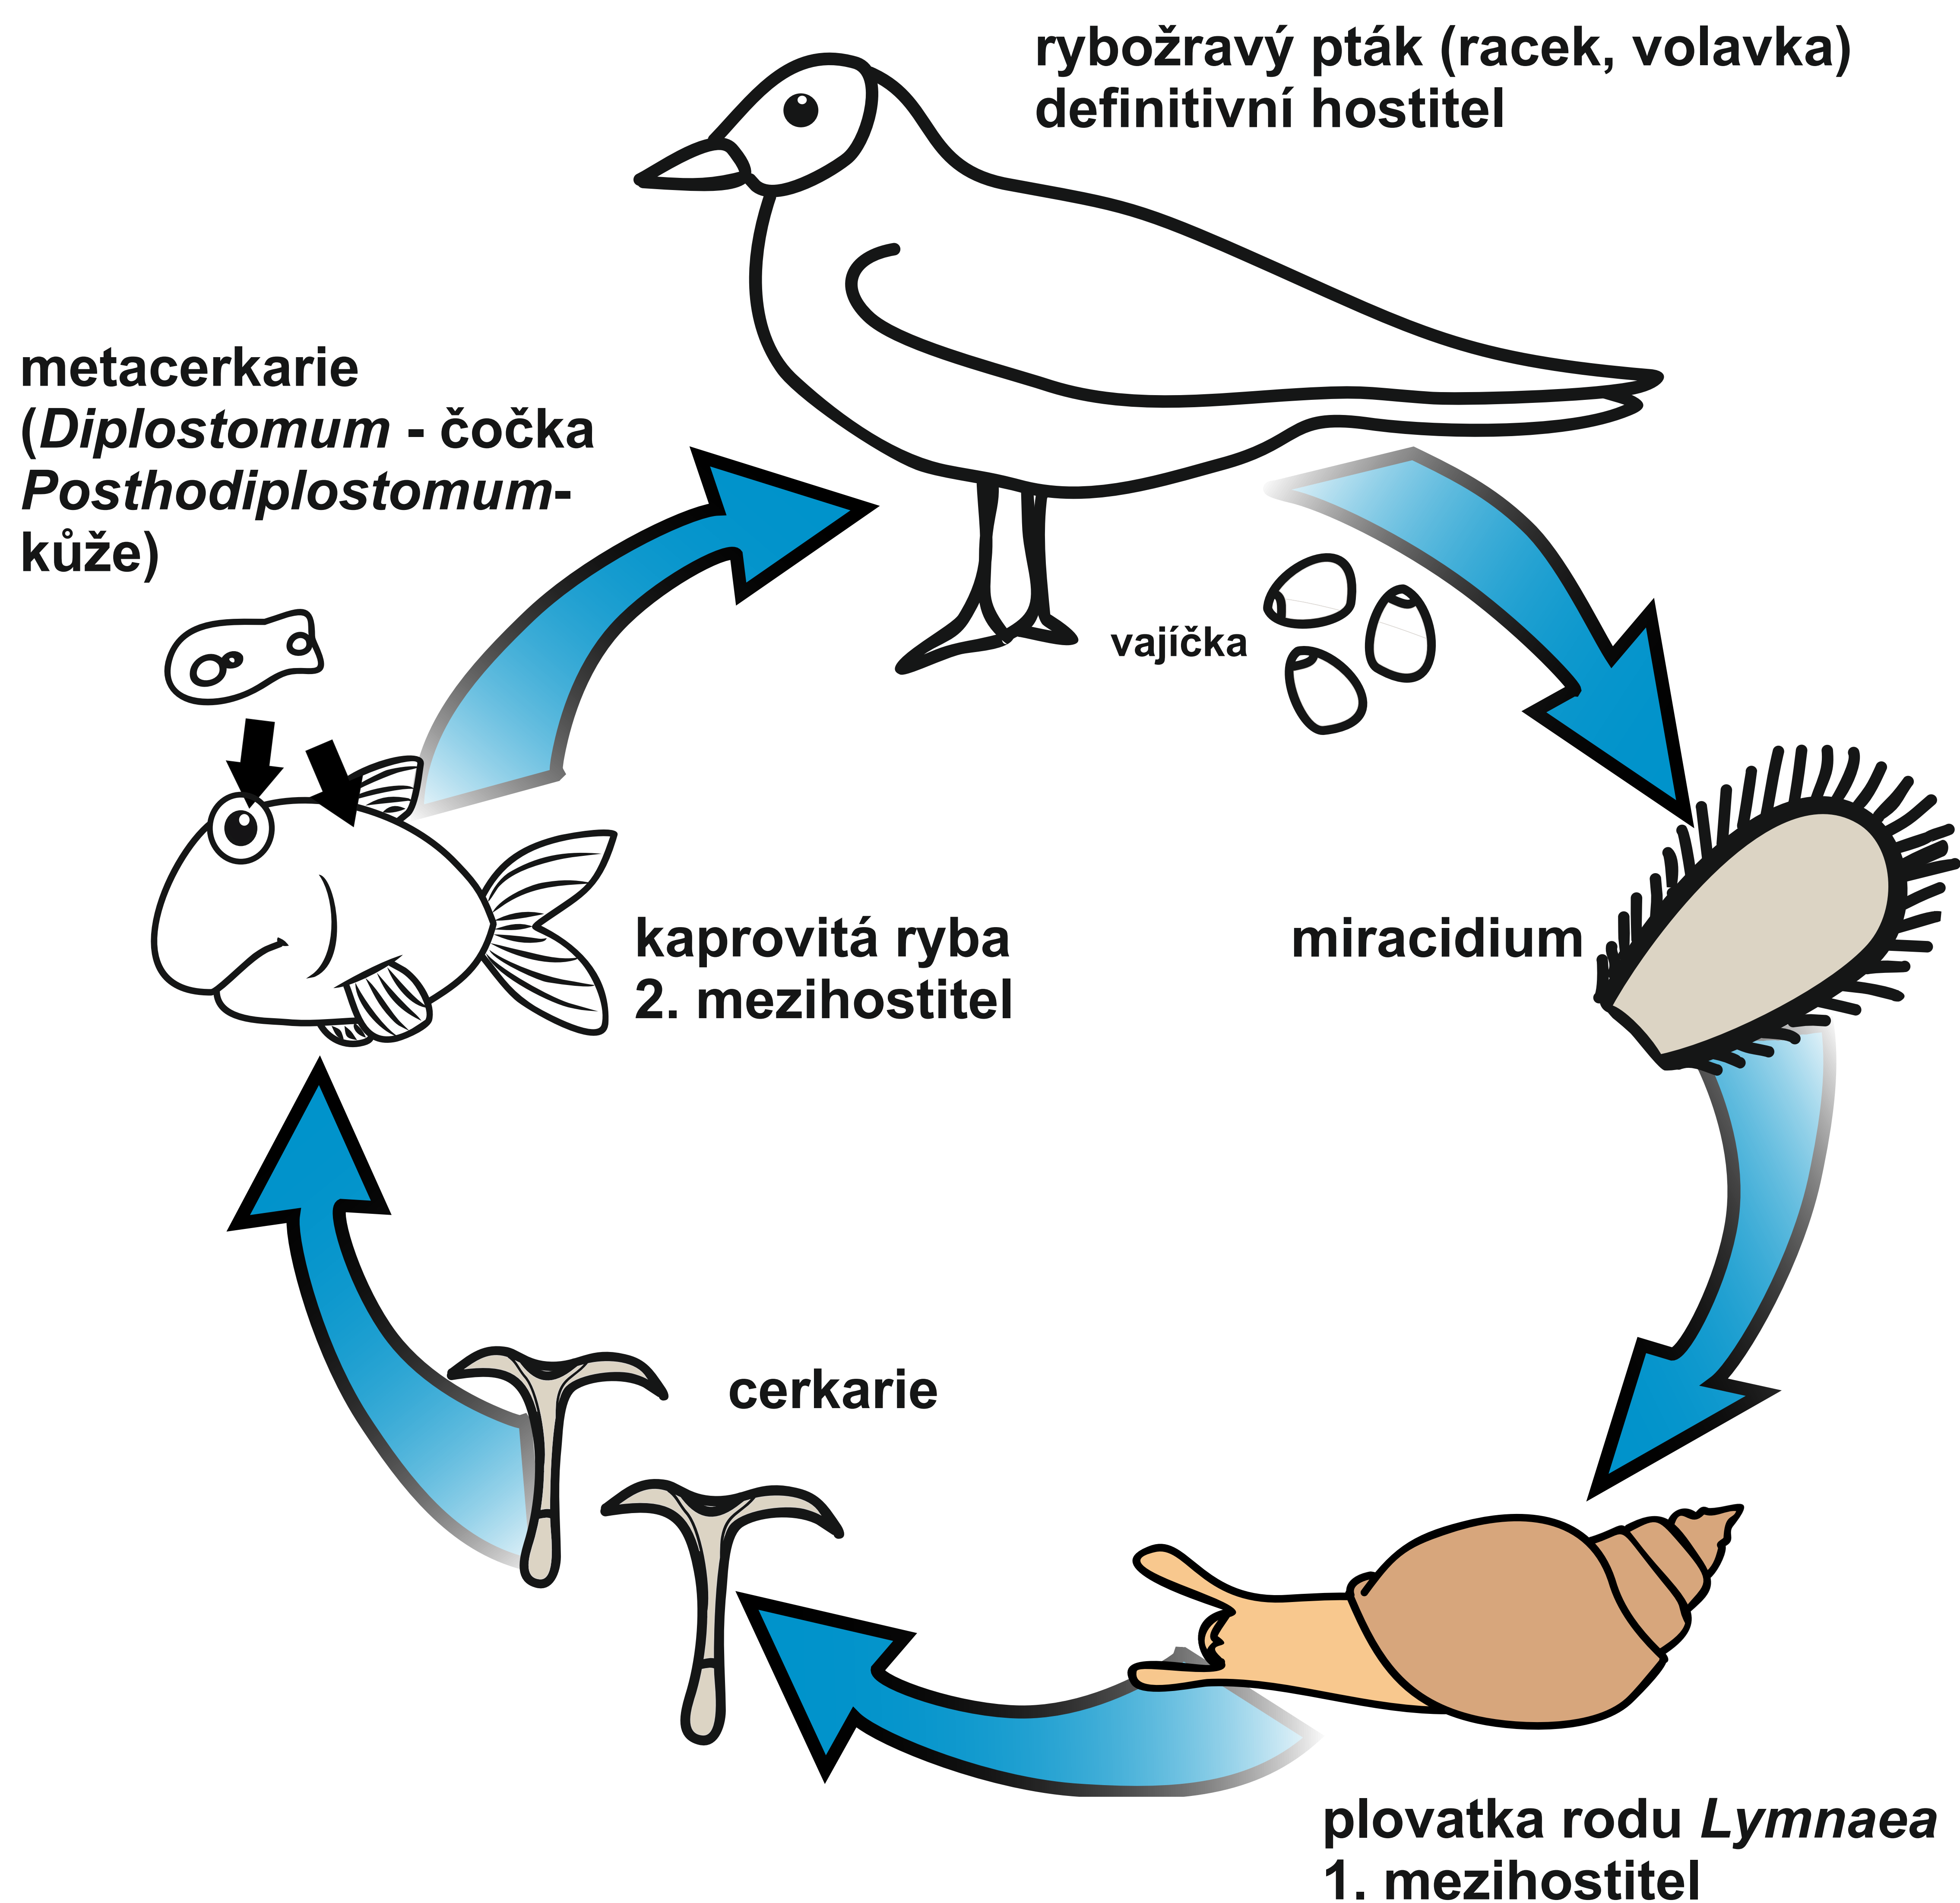 rybožravý pták (racek, volavka)
definitivní hostitel
metacerkarie
(Diplostomum - čočka
Posthodiplostomum-
kůže)
vajíčka
kaprovitá ryba
2. mezihostitel
miracidium
cerkarie
plovatka rodu Lymnaea
1. mezihostitel